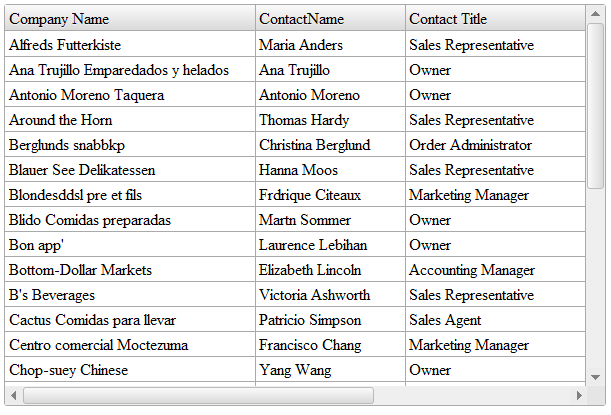 Company Name ContactName Contact Title
Alfreds Futterkiste Maria Anders Sales Representative
Ana Trujillo Emparedados y helados Ana Trujillo Owner
Antonio Moreno Taquera Antonio Moreno Owner
Around the Horn Thomas Hardy Sales Representative
Berglunds snabbkp Christina Berglund Order Administrator
Blauer See Delikatessen Hanna Moos Sales Representative
Blondesddsl pre et fils Frdrique Citeaux Marketing Manager
Blido Comidas preparadas Martn Sommer Owner
Bon app' Laurence Lebihan Owner
Bottom-Dollar Markets Elizabeth Lincoln Accounting Manager
B's Beverages Victoria Ashworth Sales Representative
Cactus Comidas para llevar Patricio Simpson Sales Agent
Centro comercial Moctezuma Francisco Chang Marketing Manager
Chop-suey Chinese Yang Wang Owner